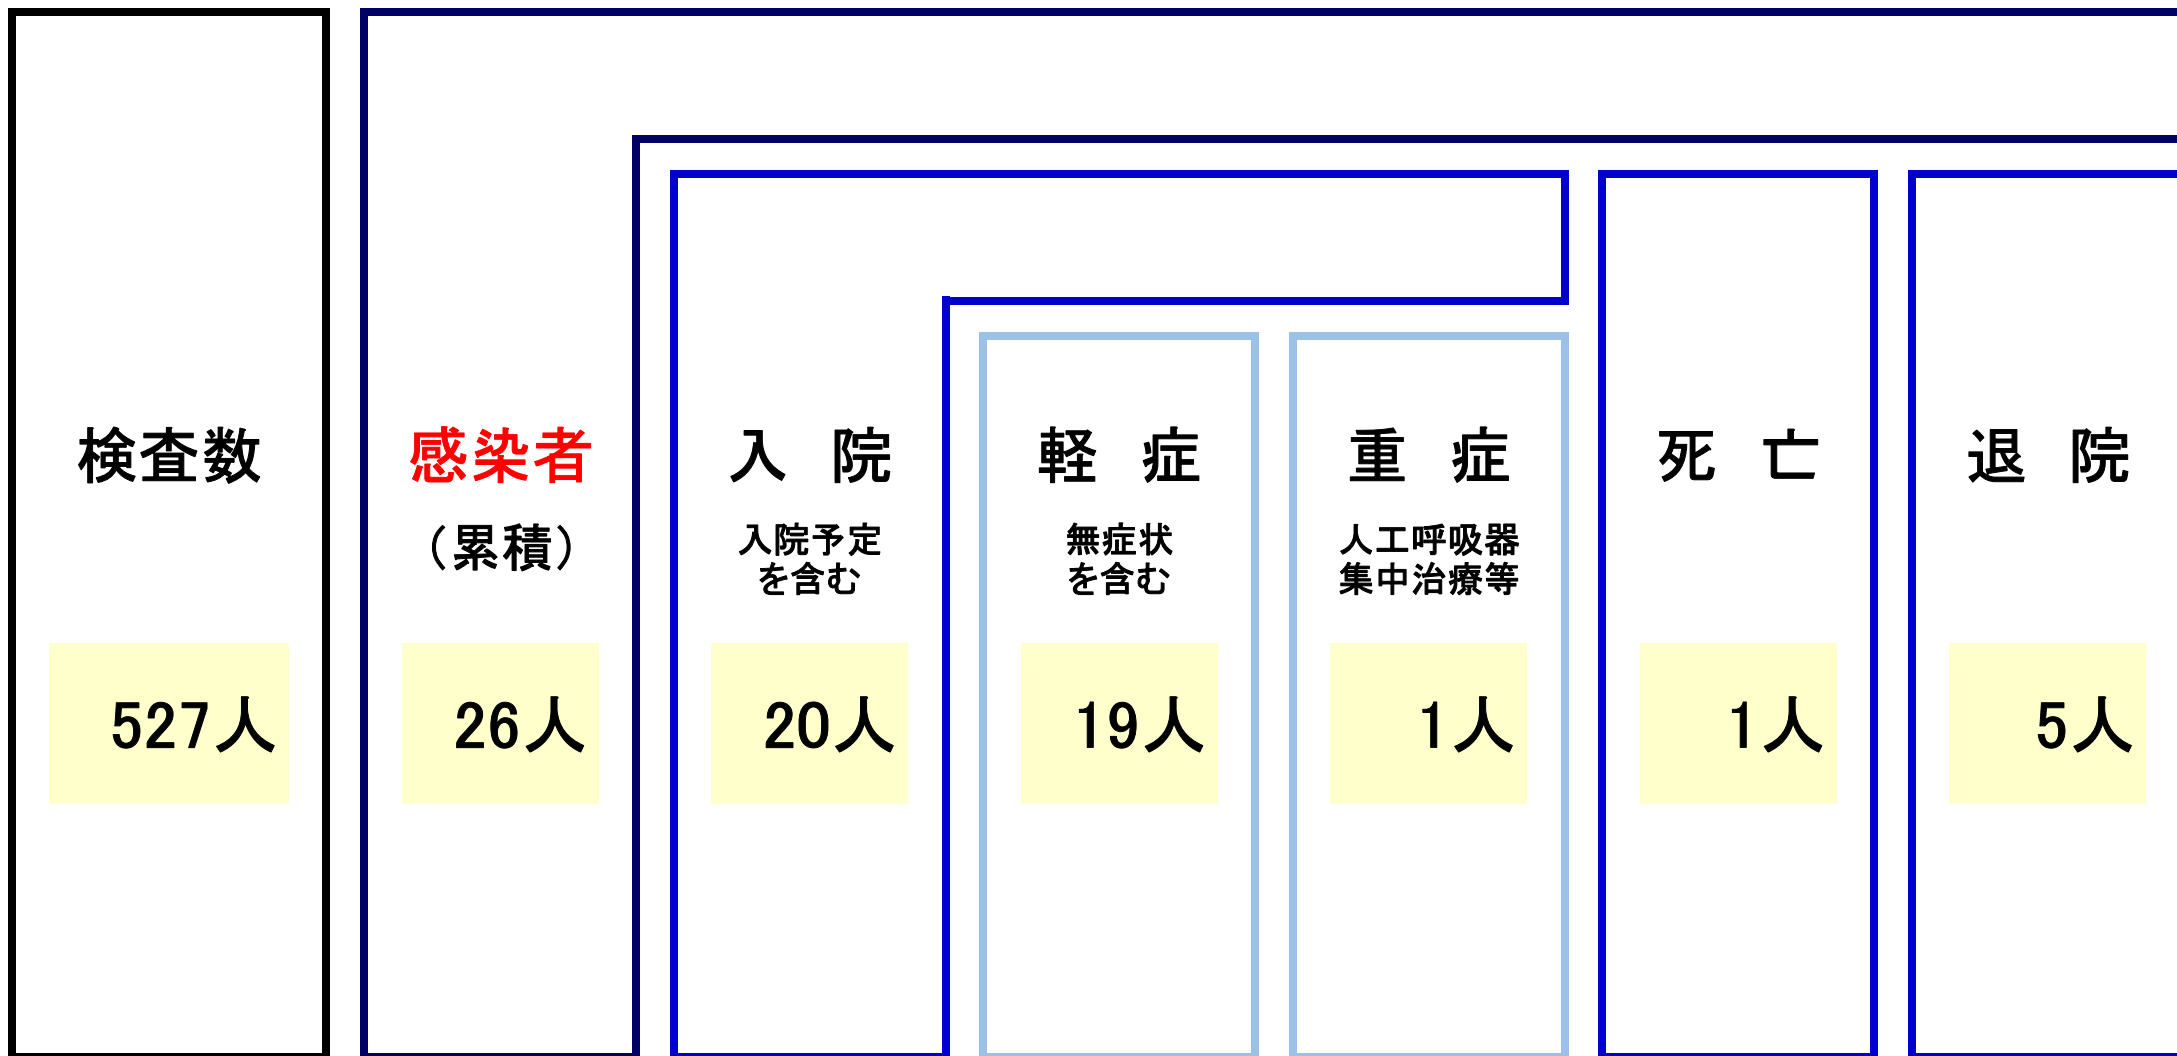 検査数
527人
感染者
（累積）
26人
入 院
入院予定
を含む
20人
軽 症
無症状
を含む
19人
重 症
人工呼吸器
集中治療等
1人
死 亡
1人
退 院
5人